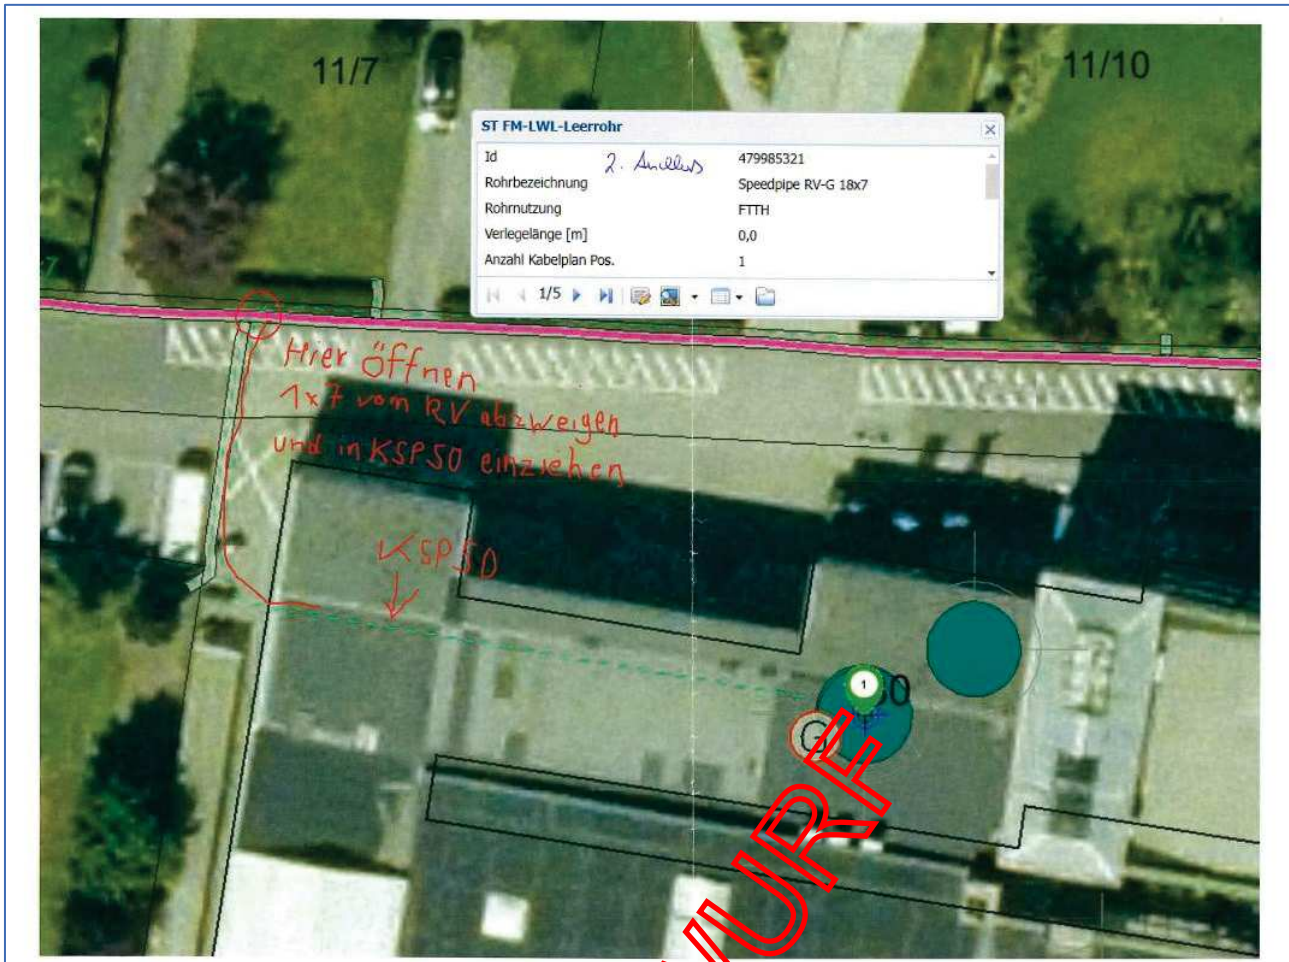 11/7
11/10
ST FM-LWL-Leerrohr
Id 479985321
2.
Rohrbezeichnung Speedpipe RV-G 18x7
Rohrnutzung FTTH
Verlegelänge [m] 0,0
Anzahl Kabelplan Pos. 1
1/5
Hier Öffnen
1x7 vom RV abzweigen
und in KSP50 einziehen
KSP50
1
0
G
WURF